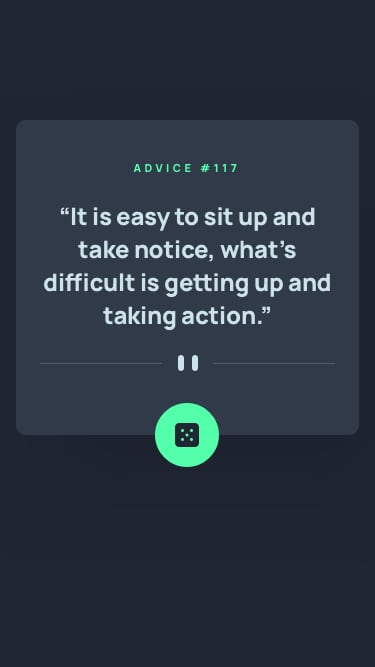 ADVICE #117
“It is easy to sit up and
take notice, what’s
difficult is getting up and
taking action.”